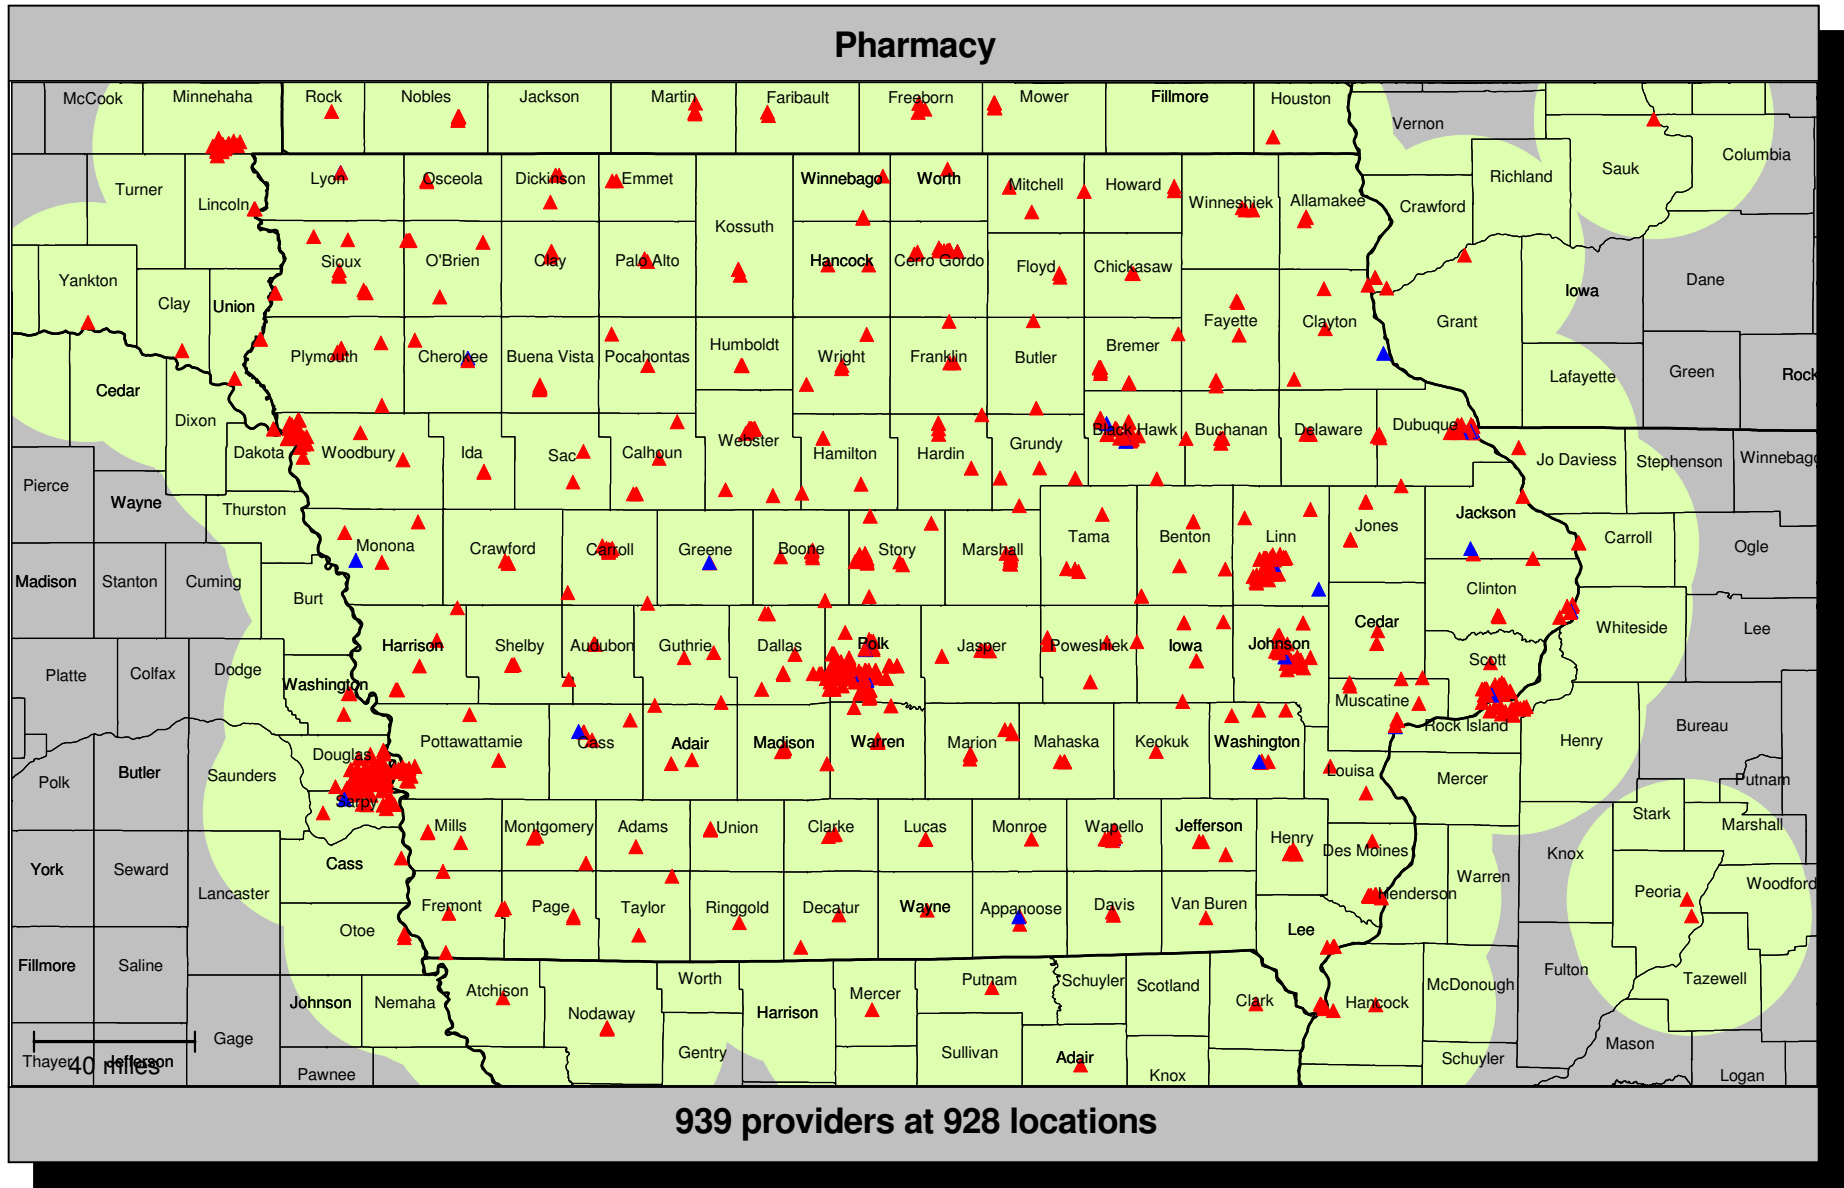 Pharmacy
McCook Minnehaha Rock Nobles Jackson Martin Faribault Freeborn Mower Fillmore Houston
Vernon Columbia
Turner Lincoln Lyon Osceola Dickinson Emmet Winnebago Worth Mitchell Howard Winneshiek Allamakee Crawford Richland Sauk
Kossuth
Yankton Clay Union Sioux O'Brien Clay Palo Alto Hancock Cerro Gordo Floyd Chickasaw Iowa Dane
Fayette Clayton Grant
Cedar Plymouth Cherokee Buena Vista Pocahontas Humboldt Wright Franklin Butler Bremer Lafayette Green Rock
Dixon
Dakota Woodbury Ida Sac Calhoun Webster Hamilton Hardin Grundy Black Hawk Buchanan Delaware Dubuque Jo Daviess Stephenson Winnebago
Pierce Wayne Thurston
Monona Crawford Carroll Greene Boone Story Marshall Tama Benton Linn Jones Jackson Carroll Ogle
Madison Stanton Cuming Burt Clinton
Harrison Shelby Audubon Guthrie Dallas Polk Jasper Poweshiek Iowa Johnson Cedar Scott Whiteside Lee
Platte Colfax Dodge Washington Muscatine Rock Island
Polk Butler Saunders Douglas Sarpy Pottawattamie Cass Adair Madison Warren Marion Mahaska Keokuk Washington Louisa Mercer Henry Bureau Putnam
Mills Montgomery Adams Union Clarke Lucas Monroe Wapello Jefferson Henry Des Moines Stark Marshall
York Seward Lancaster Cass Henderson Warren Knox Peoria Woodford
Otoe Fremont Page Taylor Ringgold Decatur Wayne Appanoose Davis Van Buren Lee
Fillmore Saline Johnson Nemaha Atchison Nodaway Worth Harrison Mercer Putnam Schuyler Scotland Clark Hancock McDonough Fulton Tazewell
Gage Gentry Sullivan Adair Schuyler Mason
Thayer Jefferson Pawnee Knox Logan
40 miles
939 providers at 928 locations